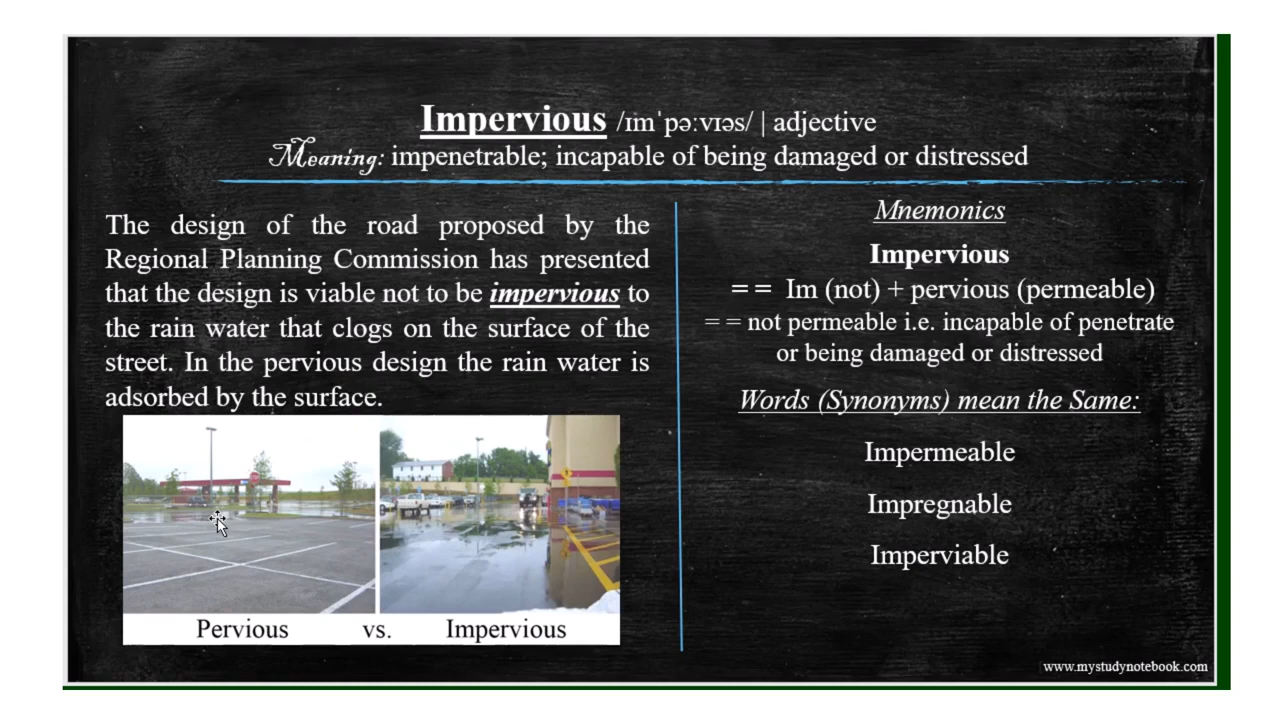 Impervious /ɪmˈpəːvɪəs/ | adjective
Meaning: impenetrable; incapable of being damaged or distressed
The design of the road proposed by the
Regional Planning Commission has presented
that the design is viable not to be impervious to
the rain water that clogs on the surface of the
street. In the pervious design the rain water is
adsorbed by the surface.
Pervious vs. Impervious
Mnemonics
Impervious
== Im (not) + pervious (permeable)
== not permeable i.e. incapable of penetrate
or being damaged or distressed
Words (Synonyms) mean the Same:
Impermeable
Impregnable
Imperviable
www.mystudynotebook.com